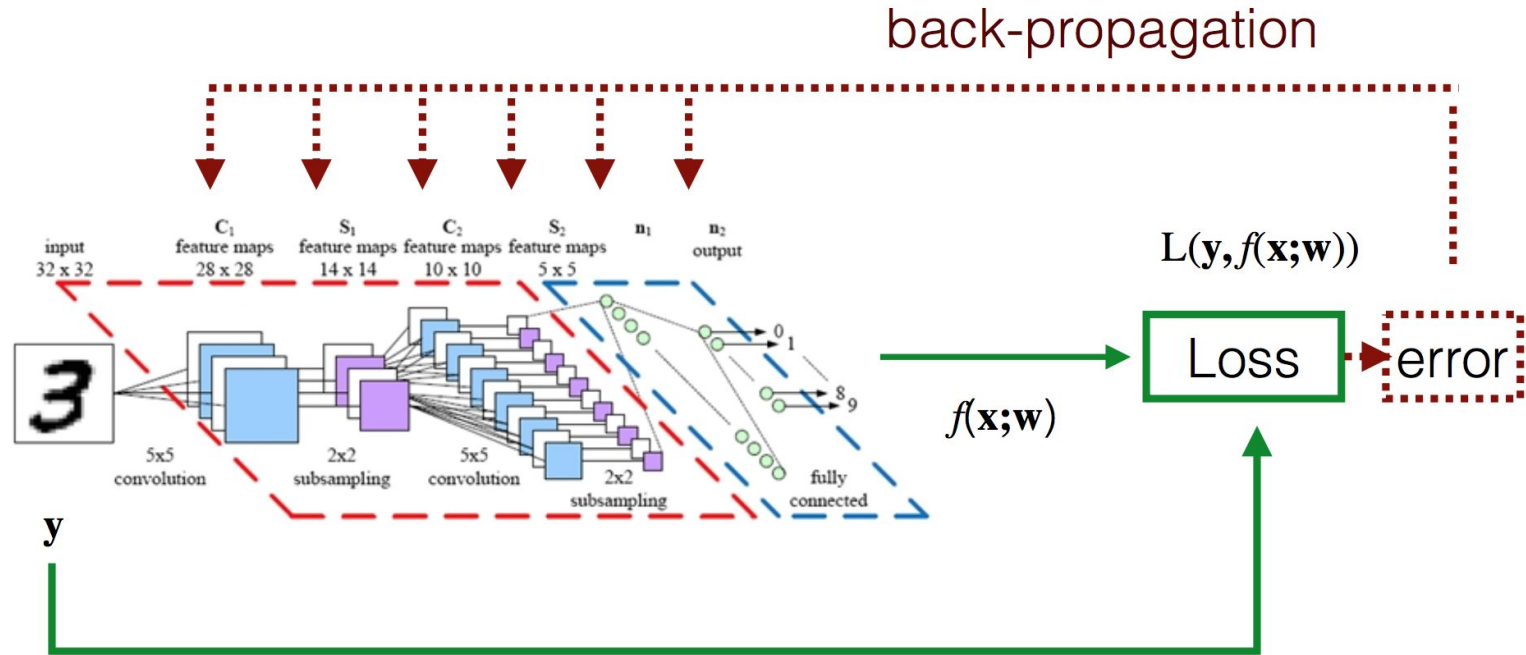 back-propagation
input
32 x 32
C₁
feature maps
28 x 28
S₁
feature maps
14 x 14
C₂
feature maps
10 x 10
S₂
feature maps
5 x 5
n₁
n₂
output
L(y,f(x;w))
3
0
1
8
9
Loss
error
f(x;w)
5x5
convolution
2x2
subsampling
5x5
convolution
2x2
subsampling
fully
connected
y